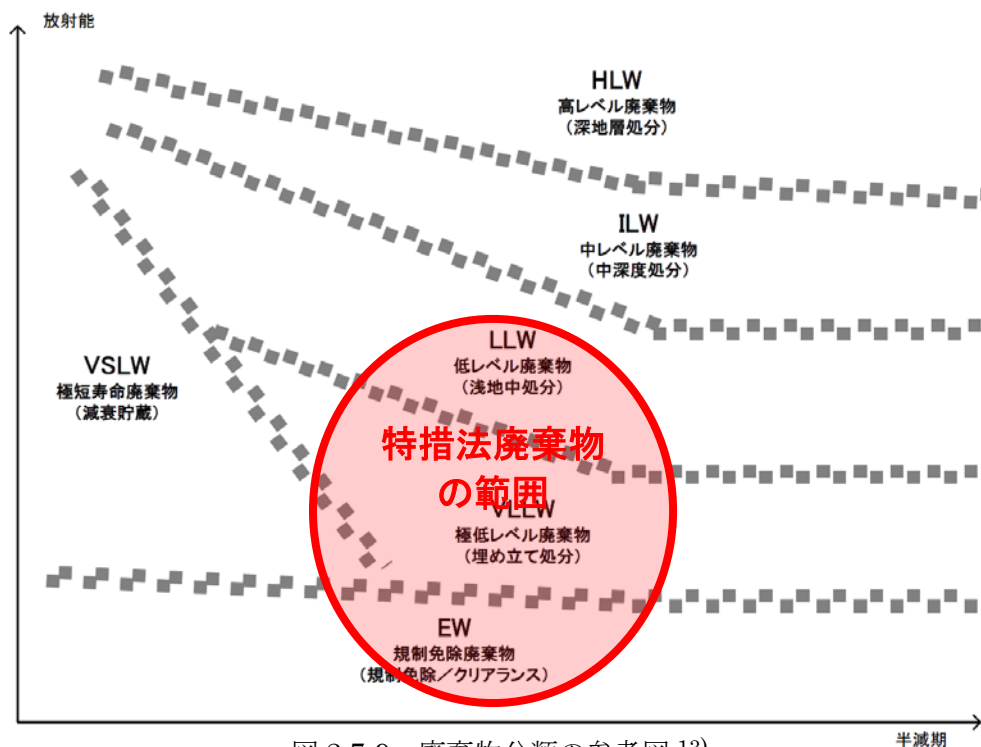 放射能
HLW
高レベル廃棄物
(深地層処分)
ILW
中レベル廃棄物
(中深度処分)
LLW
低レベル廃棄物
(浅地中処分)
VSLW
極短寿命廃棄物
(減衰貯蔵)
特措法廃棄物
の範囲
VLLW
極低レベル廃棄物
(埋め立て処分)
EW
規制免除廃棄物
(規制免除/クリアランス)
半減期